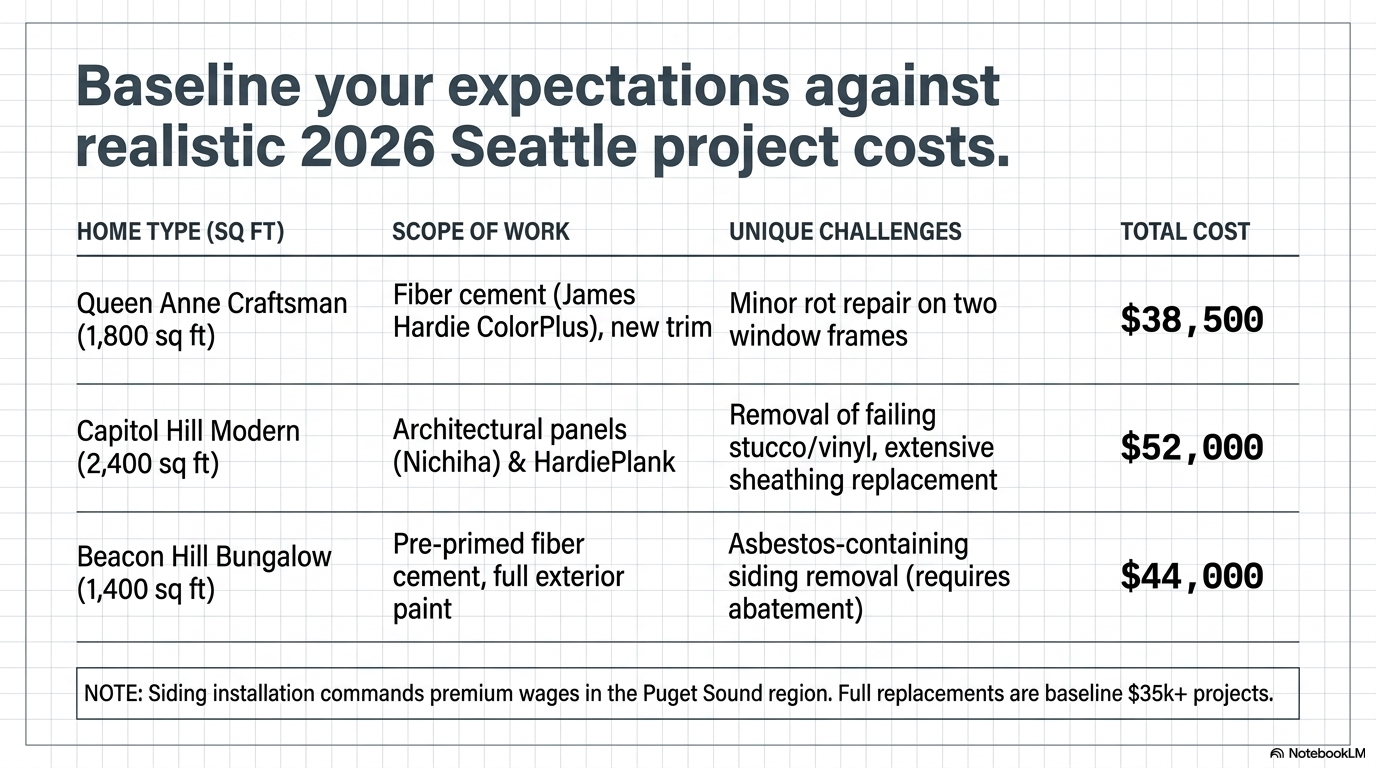 Baseline your expectations against
realistic 2026 Seattle project costs.
HOME TYPE (SQ FT)
SCOPE OF WORK
UNIQUE CHALLENGES
TOTAL COST
Queen Anne Craftsman
(1,800 sq ft)
Fiber cement (James
Hardie ColorPlus), new trim
Minor rot repair on two
window frames
$38,500
Capitol Hill Modern
(2,400 sq ft)
Architectural panels
(Nichiha) & HardiePlank
Removal of failing
stucco/vinyl, extensive
sheathing replacement
$52,000
Beacon Hill Bungalow
(1,400 sq ft)
Pre-primed fiber
cement, full exterior
paint
Asbestos-containing
siding removal (requires
abatement)
$44,000
NOTE: Siding installation commands premium wages in the Puget Sound region. Full replacements are baseline $35k+ projects.
NotebookLM